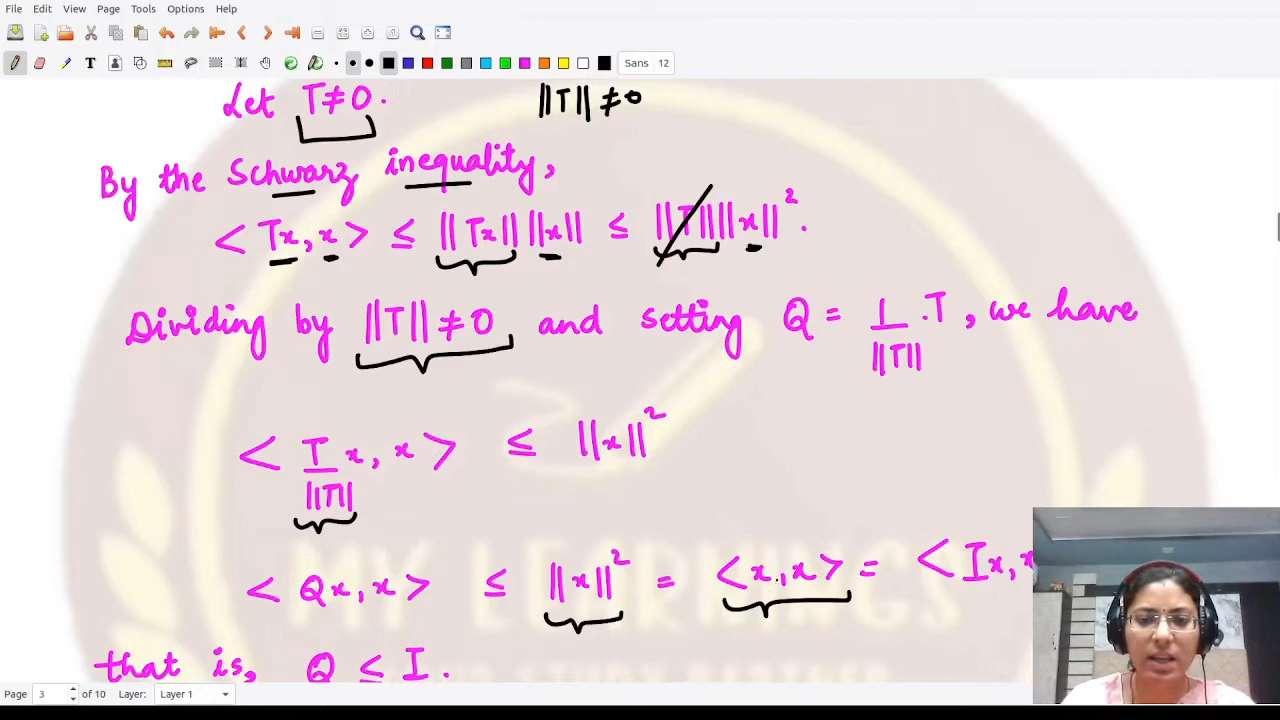 File Edit View Page Tools Options Help
Sans 12
Let T≠0. ||T||≠0
By the Schwarz inequality,
< Tx, x > ≤ ||Tx|| ||x|| ≤ ||T|| ||x||².
Dividing by ||T||≠0 and setting Q = 1/||T|| .T, we have
< T/||T|| x, x > ≤ ||x||²
< Qx, x > ≤ ||x||² = <x, x> = < Ix, x
that is, Q ≤ I.
Page 3 of 10 Layer: Layer 1